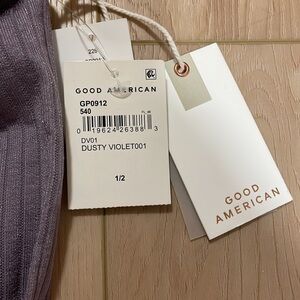 GOOD AMERICAN
GP0912
540
0 19624 26388 3
DV01
DUSTY VIOLET001
1/2
GOOD
AMERICAN